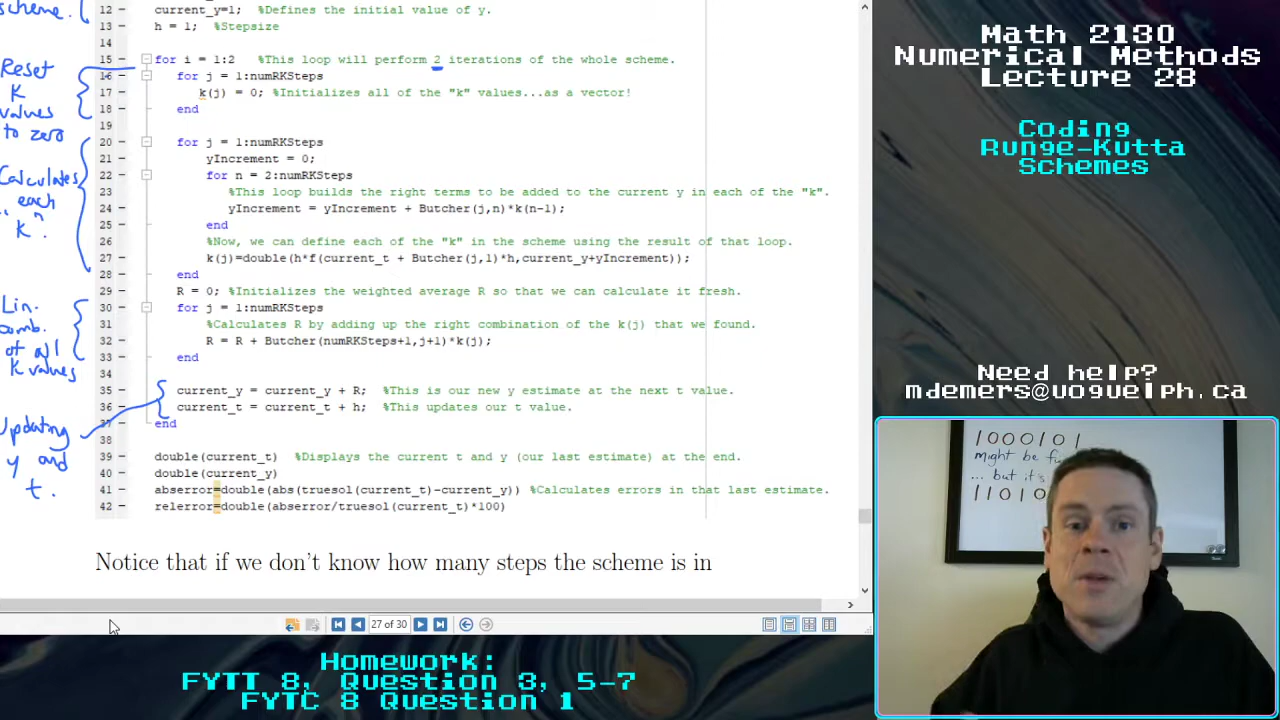 scheme.
12 current_y=1; %Defines the initial value of y.
13 h = 1; %Stepsize
14
15 for i = 1:2 %This loop will perform 2 iterations of the whole scheme.
16 for j = 1:numRKSteps
17 k(j) = 0; %Initializes all of the "k" values...as a vector!
18 end
20 for j = 1:numRKSteps
21 yIncrement = 0;
22 for n = 2:numRKSteps
23 %This loop builds the right terms to be added to the current y in each of the "k".
24 yIncrement = yIncrement + Butcher(j,n)*k(n-1);
25 end
26 %Now, we can define each of the "k" in the scheme using the result of that loop.
27 k(j)=double(h*f(current_t + Butcher(j,1)*h,current_y+yIncrement));
28 end
29 R = 0; %Initializes the weighted average R so that we can calculate it fresh.
30 for j = 1:numRKSteps
31 %Calculates R by adding up the right combination of the k(j) that we found.
32 R = R + Butcher(numRKSteps+1,j+1)*k(j);
33 end
34
35 current_y = current_y + R; %This is our new y estimate at the next t value.
36 current_t = current_t + h; %This updates our t value.
37 end
38
39 double(current_t) %Displays the current t and y (our last estimate) at the end.
40 double(current_y)
41 abserror=double(abs(truesol(current_t)-current_y)) %Calculates errors in that last estimate.
42 relerror=double(abserror/truesol(current_t)*100)
Reset
K
values
to zero
Calculates
each
"k".
Lin.
comb.
of all
K values
Updating
y and
t.
Notice that if we don't know how many steps the scheme is in
27 of 30
Math 2130
Numerical Methods
Lecture 28
Coding
Runge-Kutta
Schemes
Need help?
mdemers@uoguelph.ca
1000101
might be fu
... but it's
11010
Homework:
FYTT 8, Question 3, 5-7
FYTC 8 Question 1